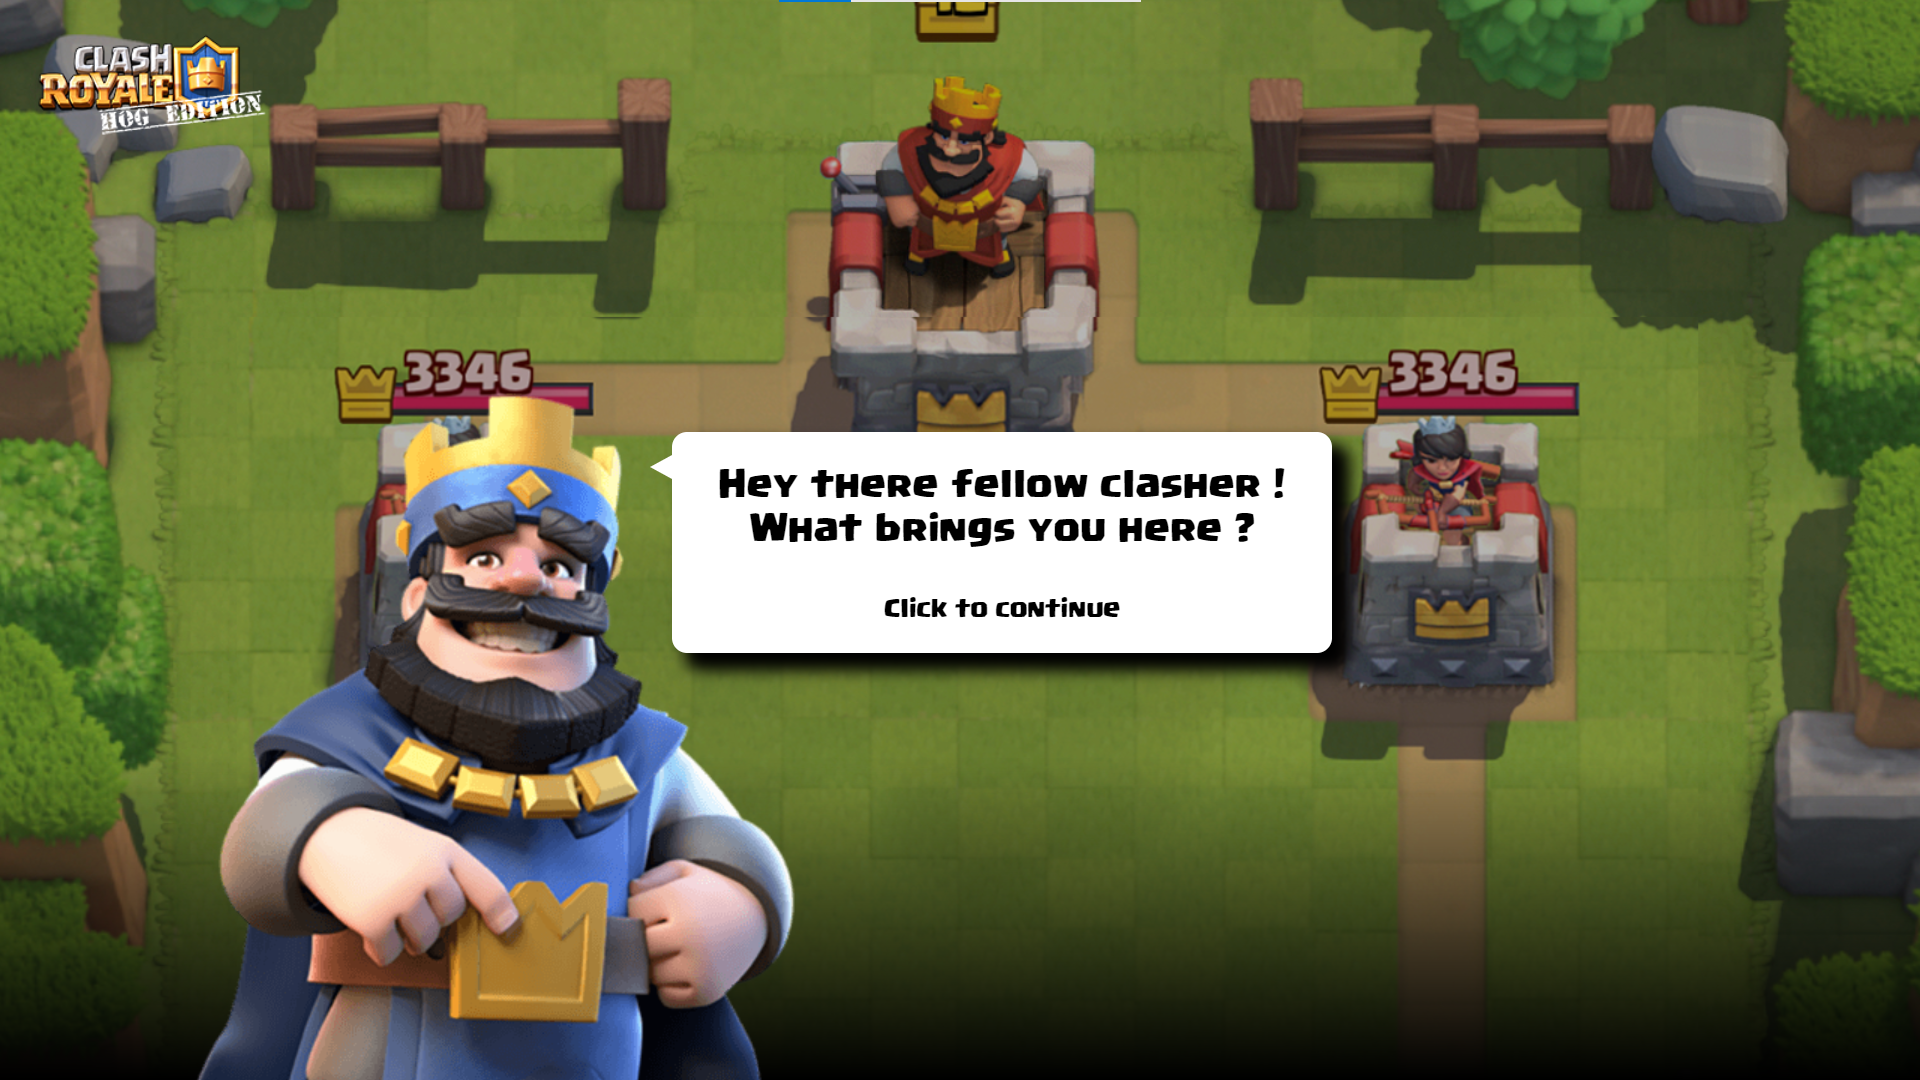 CLASH
ROYALE
HOG EDITION
3346
3346
Hey there fellow clasher !
What brings you here ?
Click to continue